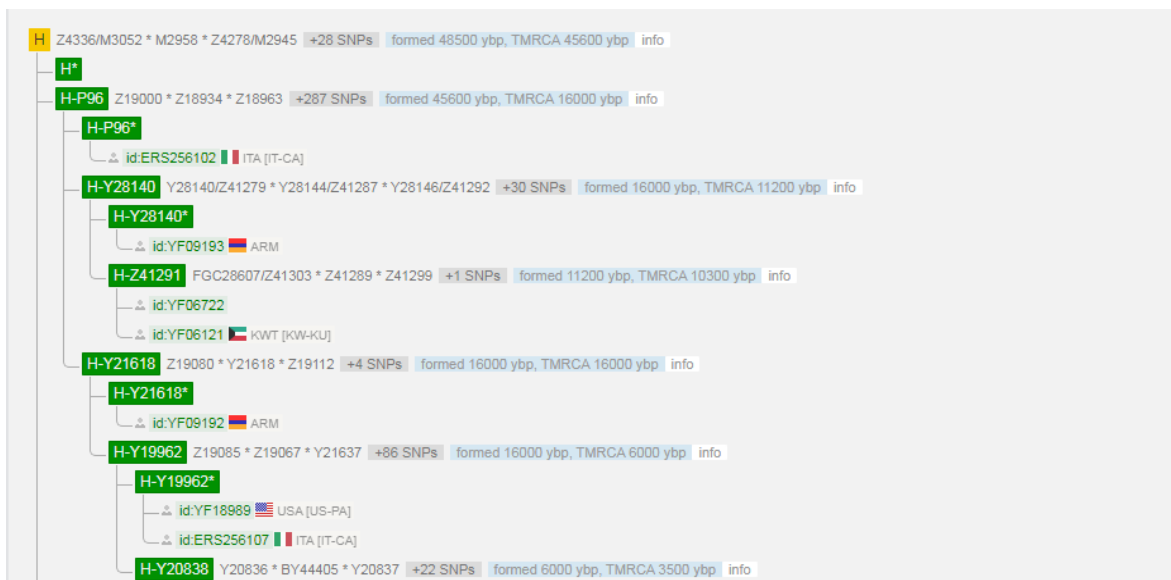 H Z4336/M3052 * M2958 * Z4278/M2945 +28 SNPs formed 48500 ybp, TMRCA 45600 ybp info
H*
H-P96 Z19000 * Z18934 * Z18963 +287 SNPs formed 45600 ybp, TMRCA 16000 ybp info
H-P96*
id:ERS256102 ITA [IT-CA]
H-Y28140 Y28140/Z41279 * Y28144/Z41287 * Y28146/Z41292 +30 SNPs formed 16000 ybp, TMRCA 11200 ybp info
H-Y28140*
id:YF09193 ARM
H-Z41291 FGC28607/Z41303 * Z41289 * Z41299 +1 SNPs formed 11200 ybp, TMRCA 10300 ybp info
id:YF06722
id:YF06121 KWT [KW-KU]
H-Y21618 Z19080 * Y21618 * Z19112 +4 SNPs formed 16000 ybp, TMRCA 16000 ybp info
H-Y21618*
id:YF09192 ARM
H-Y19962 Z19085 * Z19067 * Y21637 +86 SNPs formed 16000 ybp, TMRCA 6000 ybp info
H-Y19962*
id:YF18989 USA [US-PA]
id:ERS256107 ITA [IT-CA]
H-Y20838 Y20836 * BY44405 * Y20837 +22 SNPs formed 6000 ybp, TMRCA 3500 ybp info